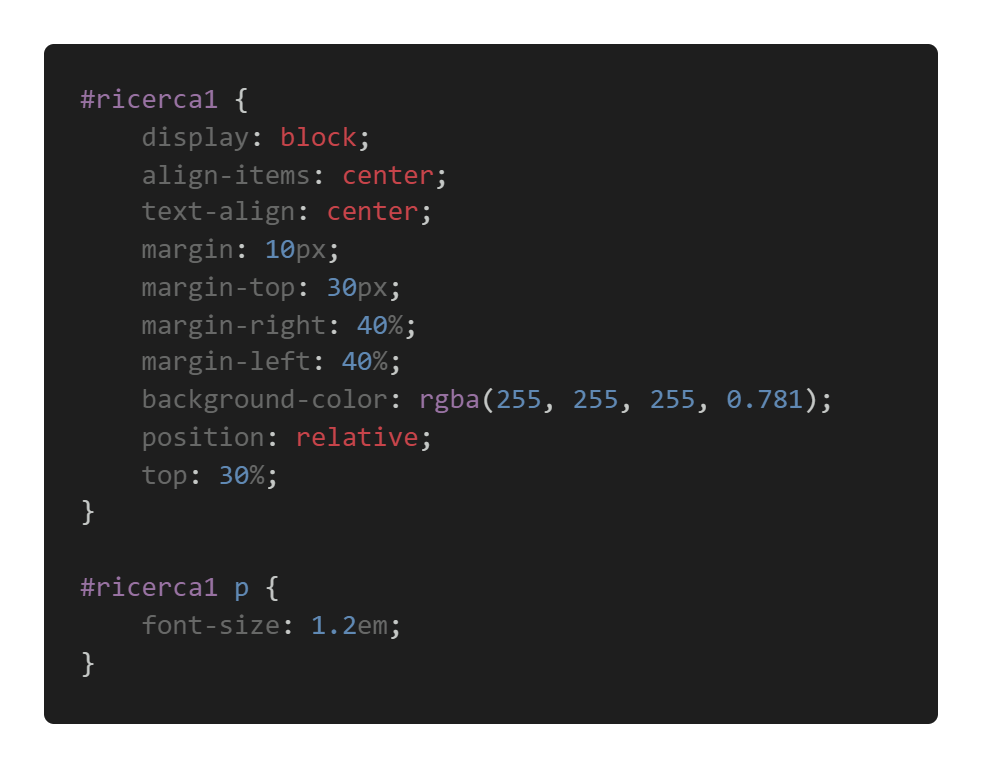 #ricerca1 {
    display: block;
    align-items: center;
    text-align: center;
    margin: 10px;
    margin-top: 30px;
    margin-right: 40%;
    margin-left: 40%;
    background-color: rgba(255, 255, 255, 0.781);
    position: relative;
    top: 30%;
}

#ricerca1 p {
    font-size: 1.2em;
}